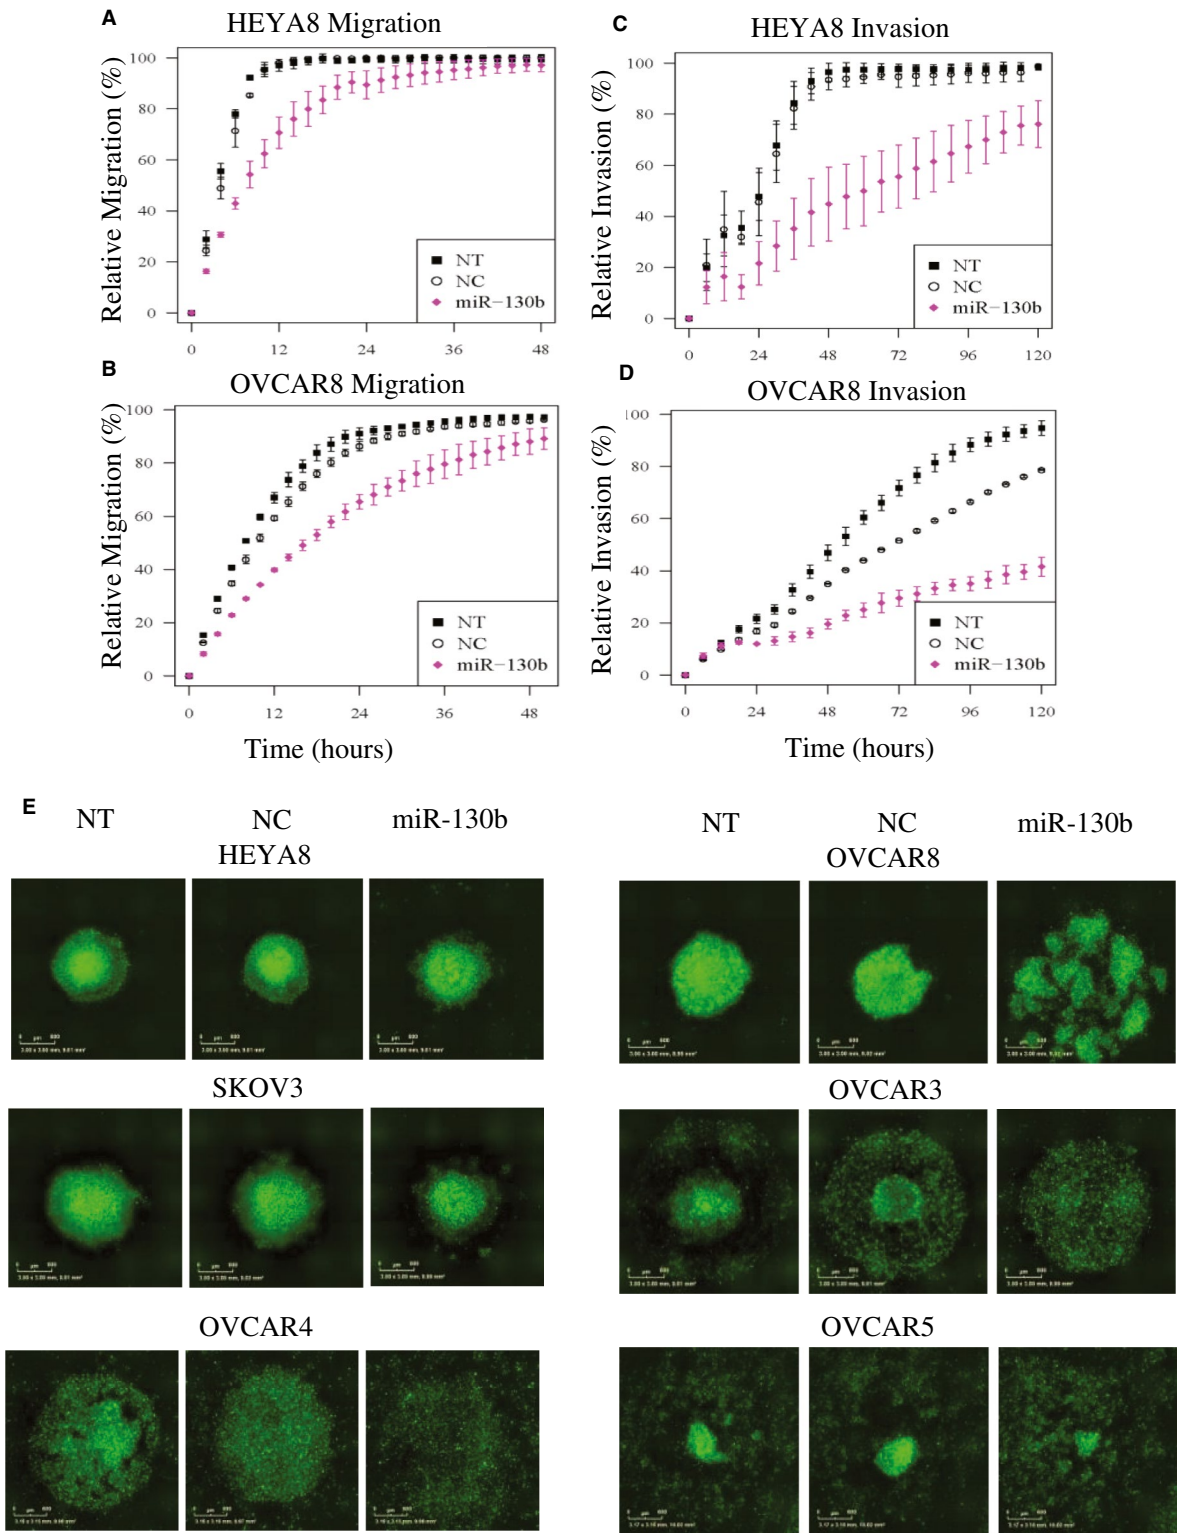 A
HEYA8 Migration
Relative Migration (%)
100
80
60
40
20
0
NT
NC
miR−130b
0 12 24 36 48
C
HEYA8 Invasion
Relative Invasion (%)
100
80
60
40
20
0
NT
NC
miR−130b
0 24 48 72 96 120
B
OVCAR8 Migration
Relative Migration (%)
100
80
60
40
20
0
NT
NC
miR−130b
0 12 24 36 48
Time (hours)
D
OVCAR8 Invasion
Relative Invasion (%)
100
80
60
40
20
0
NT
NC
miR−130b
0 24 48 72 96 120
Time (hours)
E
NT NC miR-130b
HEYA8
SKOV3
OVCAR4
NT NC miR-130b
OVCAR8
OVCAR3
OVCAR5